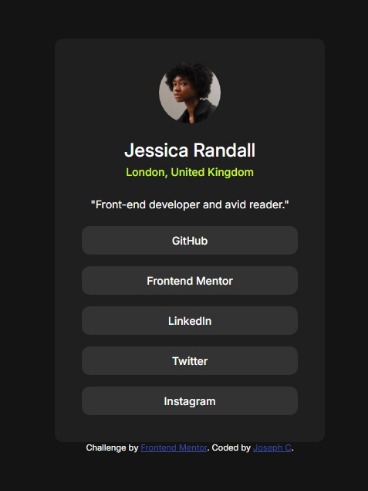 Jessica Randall
London, United Kingdom
"Front-end developer and avid reader."
GitHub
Frontend Mentor
LinkedIn
Twitter
Instagram
Challenge by Frontend Mentor. Coded by Joseph C.